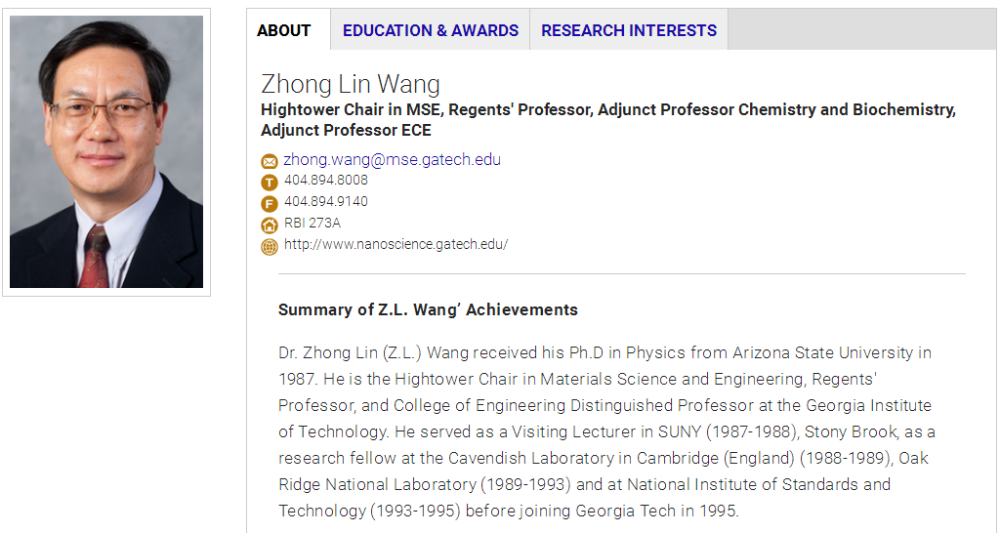 ABOUT
EDUCATION & AWARDS
RESEARCH INTERESTS
Zhong Lin Wang
Hightower Chair in MSE, Regents' Professor, Adjunct Professor Chemistry and Biochemistry,
Adjunct Professor ECE
zhong.wang@mse.gatech.edu
T 404.894.8008
F 404.894.9140
RBI 273A
http://www.nanoscience.gatech.edu/
Summary of Z.L. Wang’ Achievements
Dr. Zhong Lin (Z.L.) Wang received his Ph.D in Physics from Arizona State University in
1987. He is the Hightower Chair in Materials Science and Engineering, Regents'
Professor, and College of Engineering Distinguished Professor at the Georgia Institute
of Technology. He served as a Visiting Lecturer in SUNY (1987-1988), Stony Brook, as a
research fellow at the Cavendish Laboratory in Cambridge (England) (1988-1989), Oak
Ridge National Laboratory (1989-1993) and at National Institute of Standards and
Technology (1993-1995) before joining Georgia Tech in 1995.